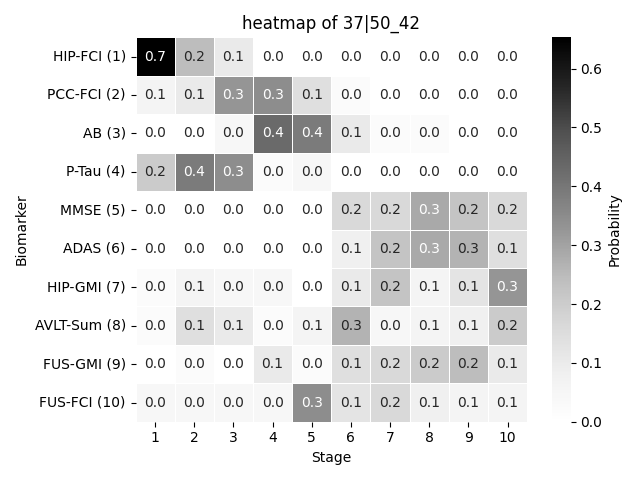 heatmap of 37|50_42
HIP-FCI (1) 0.7 0.2 0.1 0.0 0.0 0.0 0.0 0.0 0.0 0.0
PCC-FCI (2) 0.1 0.1 0.3 0.3 0.1 0.0 0.0 0.0 0.0 0.0
AB (3) 0.0 0.0 0.0 0.4 0.4 0.1 0.0 0.0 0.0 0.0
P-Tau (4) 0.2 0.4 0.3 0.0 0.0 0.0 0.0 0.0 0.0 0.0
MMSE (5) 0.0 0.0 0.0 0.0 0.0 0.2 0.2 0.3 0.2 0.2
ADAS (6) 0.0 0.0 0.0 0.0 0.0 0.1 0.2 0.3 0.3 0.1
HIP-GMI (7) 0.0 0.1 0.0 0.0 0.0 0.1 0.2 0.1 0.1 0.3
AVLT-Sum (8) 0.0 0.1 0.1 0.0 0.1 0.3 0.0 0.1 0.1 0.2
FUS-GMI (9) 0.0 0.0 0.0 0.1 0.0 0.1 0.2 0.2 0.2 0.1
FUS-FCI (10) 0.0 0.0 0.0 0.0 0.3 0.1 0.2 0.1 0.1 0.1
1 2 3 4 5 6 7 8 9 10
Stage
Biomarker
0.6
0.5
0.4
0.3
0.2
0.1
0.0
Probability